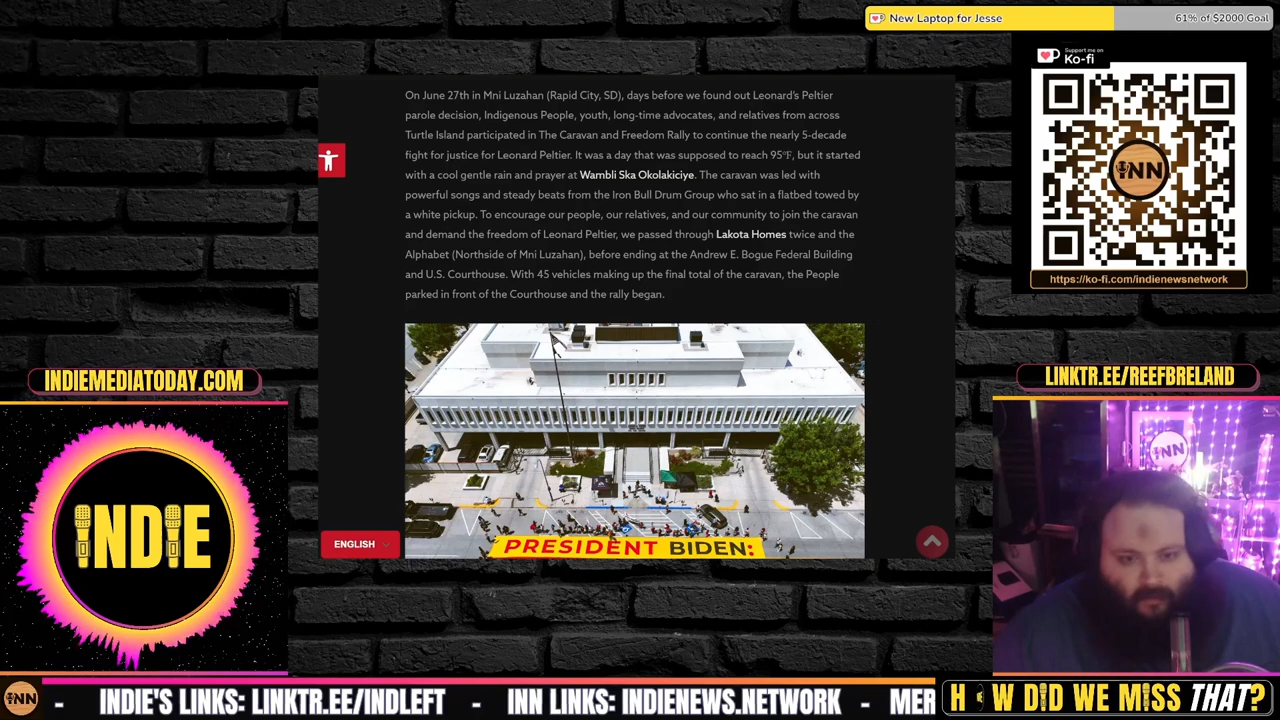 New Laptop for Jesse
61% of $2000 Goal
Support me on
Ko-fi
INN
https://ko-fi.com/indienewsnetwork
On June 27th in Mni Luzahan (Rapid City, SD), days before we found out Leonard's Peltier
parole decision, Indigenous People, youth, long-time advocates, and relatives from across
Turtle Island participated in The Caravan and Freedom Rally to continue the nearly 5-decade
fight for justice for Leonard Peltier. It was a day that was supposed to reach 95°F, but it started
with a cool gentle rain and prayer at Wambli Ska Okolakiciye. The caravan was led with
powerful songs and steady beats from the Iron Bull Drum Group who sat in a flatbed towed by
a white pickup. To encourage our people, our relatives, and our community to join the caravan
and demand the freedom of Leonard Peltier, we passed through Lakota Homes twice and the
Alphabet (Northside of Mni Luzahan), before ending at the Andrew E. Bogue Federal Building
and U.S. Courthouse. With 45 vehicles making up the final total of the caravan, the People
parked in front of the Courthouse and the rally began.
PRESIDENT BIDEN:
ENGLISH
INDIEMEDIATODAY.COM
INDIE
LINKTR.EE/REEFBRELAND
INN
INN
- INDIE'S LINKS: LINKTR.EE/INDLEFT - INN LINKS: INDIENEWS.NETWORK - MER
HOW DID WE MISS THAT?